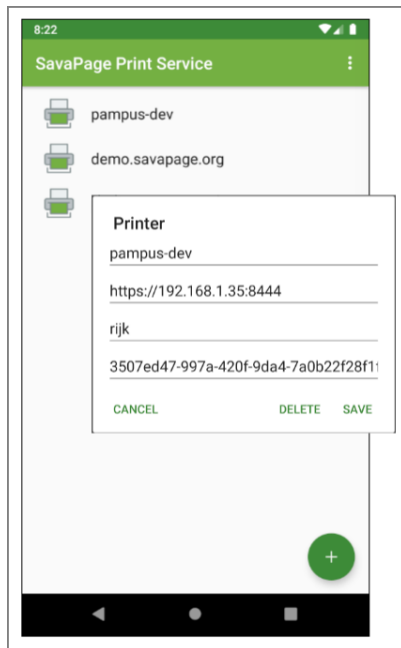 8:22
SavaPage Print Service
pampus-dev
demo.savapage.org
Printer
pampus-dev
https://192.168.1.35:8444
rijk
3507ed47-997a-420f-9da4-7a0b22f28f1
CANCEL DELETE SAVE
+